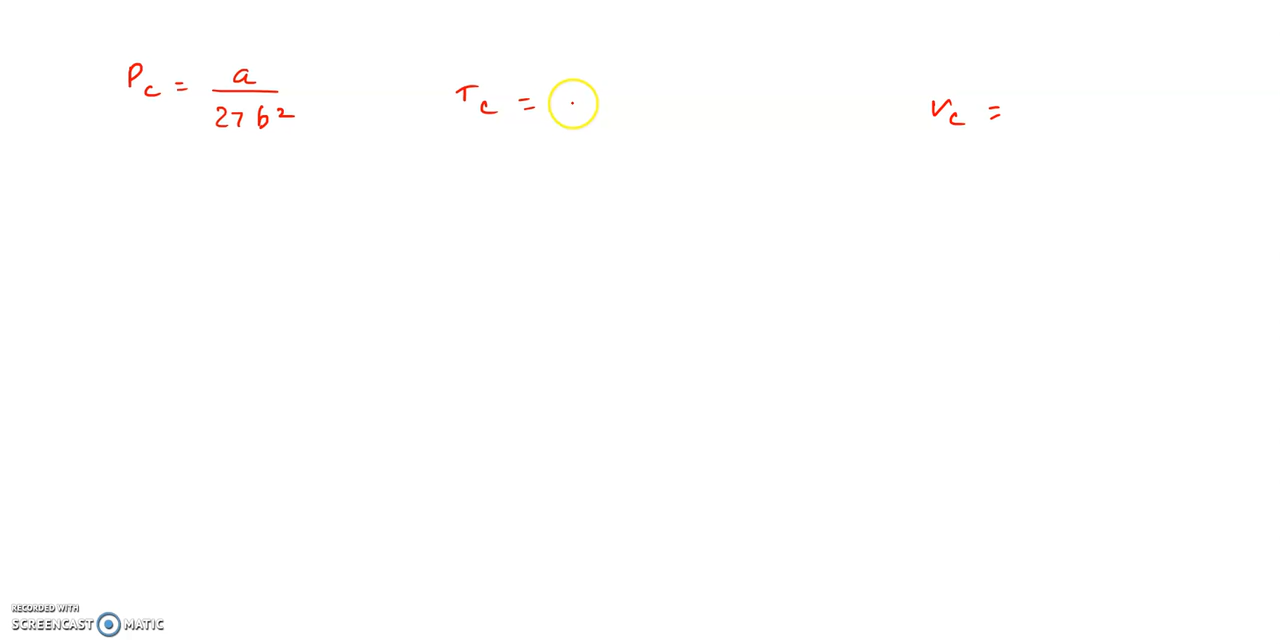 Pc = a / 27 b² Tc = Vc =
RECORDED WITH
SCREENCAST MATIC